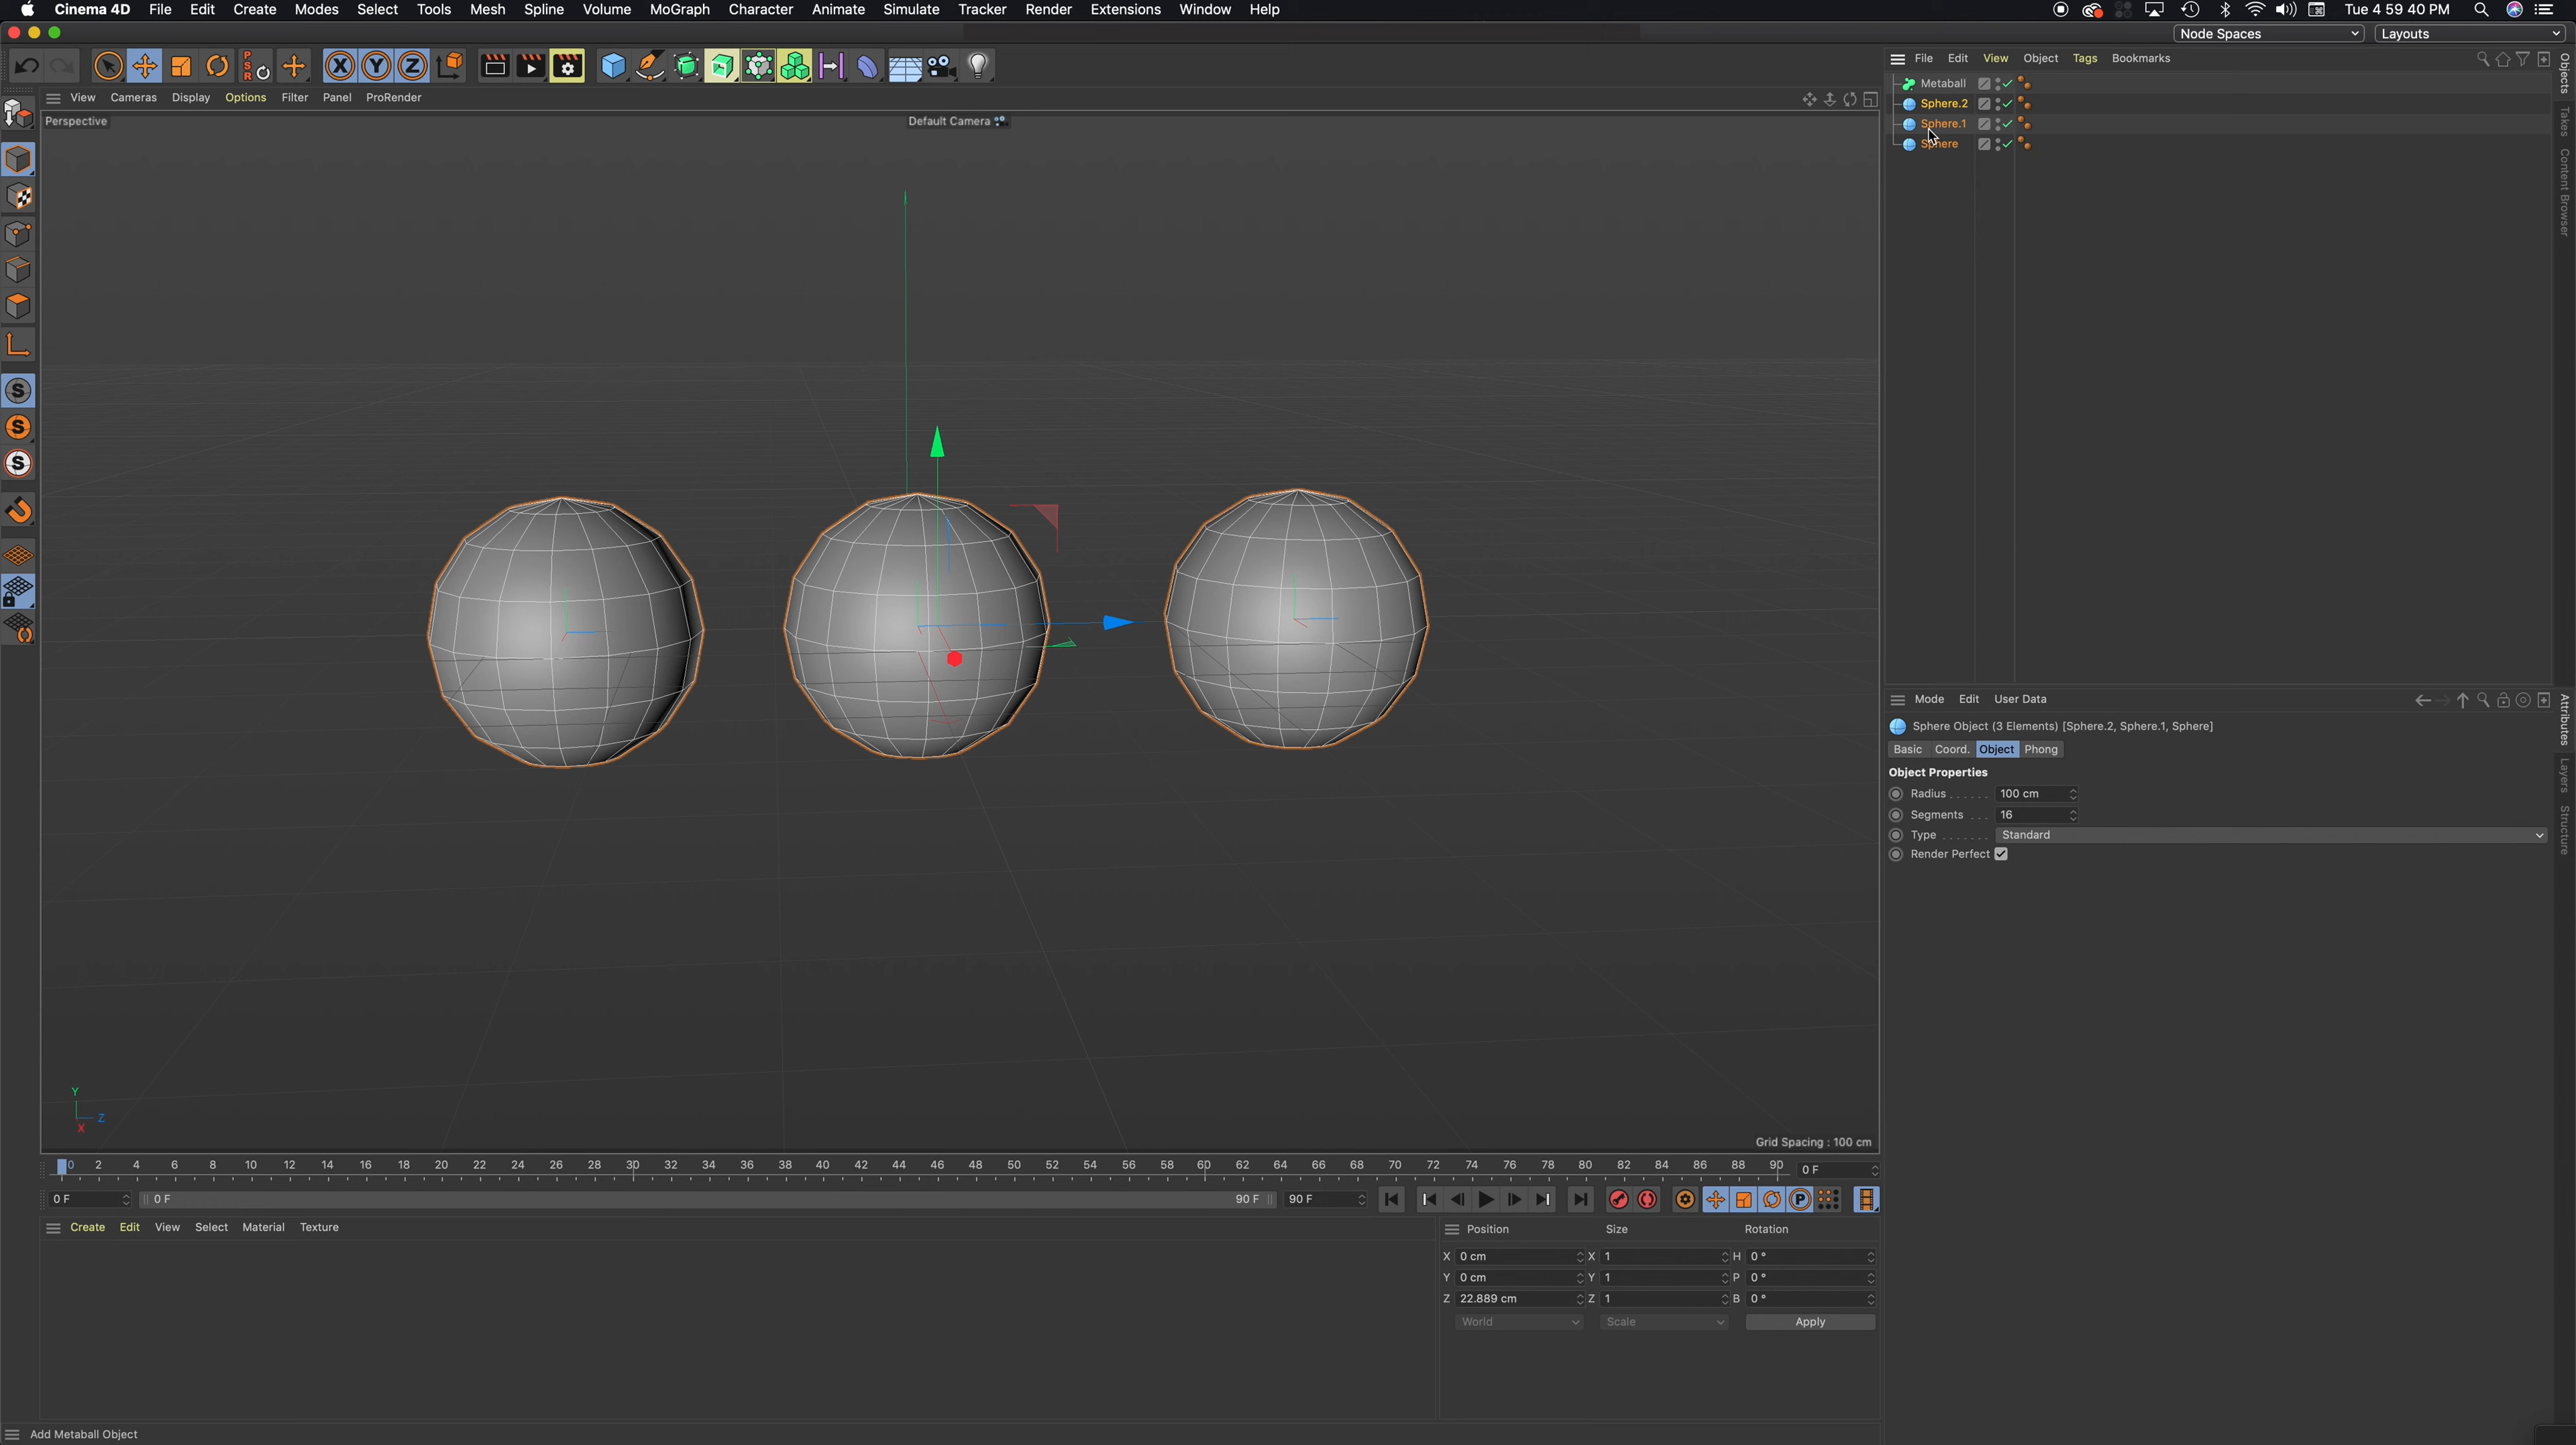 Cinema 4D File Edit Create Modes Select Tools Mesh Spline Volume MoGraph Character Animate Simulate Tracker Render Extensions Window Help Tue 4 59 40 PM
Node Spaces Layouts
P
S
R
X Y Z
File Edit View Object Tags Bookmarks
Objects
Takes
Content Browser
View Cameras Display Options Filter Panel ProRender
Perspective Default Camera
Metaball
Sphere.2
Sphere.1
Sphere
S
S
S
Mode Edit User Data
Attributes
Layers
Structure
Sphere Object (3 Elements) [Sphere.2, Sphere.1, Sphere]
Basic Coord. Object Phong
Object Properties
Radius . . . . . . 100 cm
Segments . . . 16
Type . . . . . . . Standard
Render Perfect
Y
Z
X
Grid Spacing : 100 cm
0 2 4 6 8 10 12 14 16 18 20 22 24 26 28 30 32 34 36 38 40 42 44 46 48 50 52 54 56 58 60 62 64 66 68 70 72 74 76 78 80 82 84 86 88 90 0 F
0 F 0 F 90 F 90 F P
Create Edit View Select Material Texture
Position Size Rotation
X 0 cm X 1 H 0 °
Y 0 cm Y 1 P 0 °
Z 22.889 cm Z 1 B 0 °
World Scale Apply
Add Metaball Object